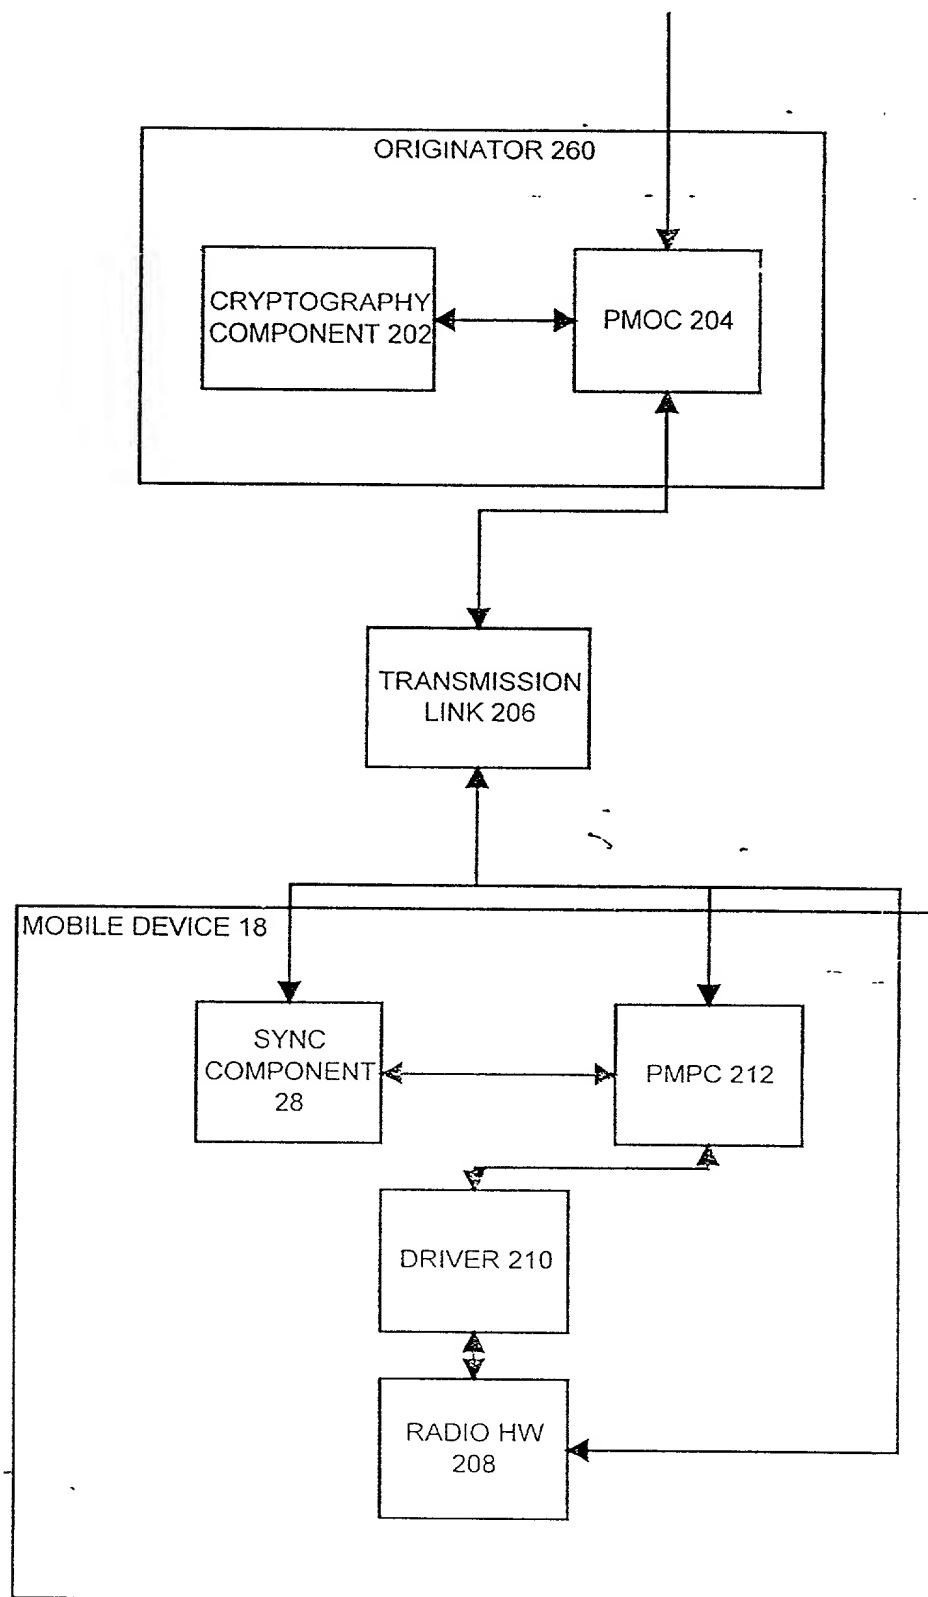 ORIGINATOR 260
CRYPTOGRAPHY
COMPONENT 202
PMOC 204
TRANSMISSION
LINK 206
MOBILE DEVICE 18
SYNC
COMPONENT
28
PMPC 212
DRIVER 210
RADIO HW
208